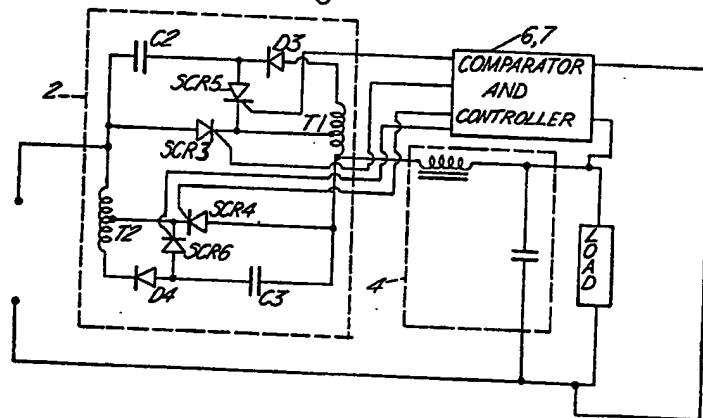 6,7
C2
D3
COMPARATOR
AND
CONTROLLER
2
SCR5
T1
SCR3
SCR4
T2
SCR6
4
LOAD
D4
C3